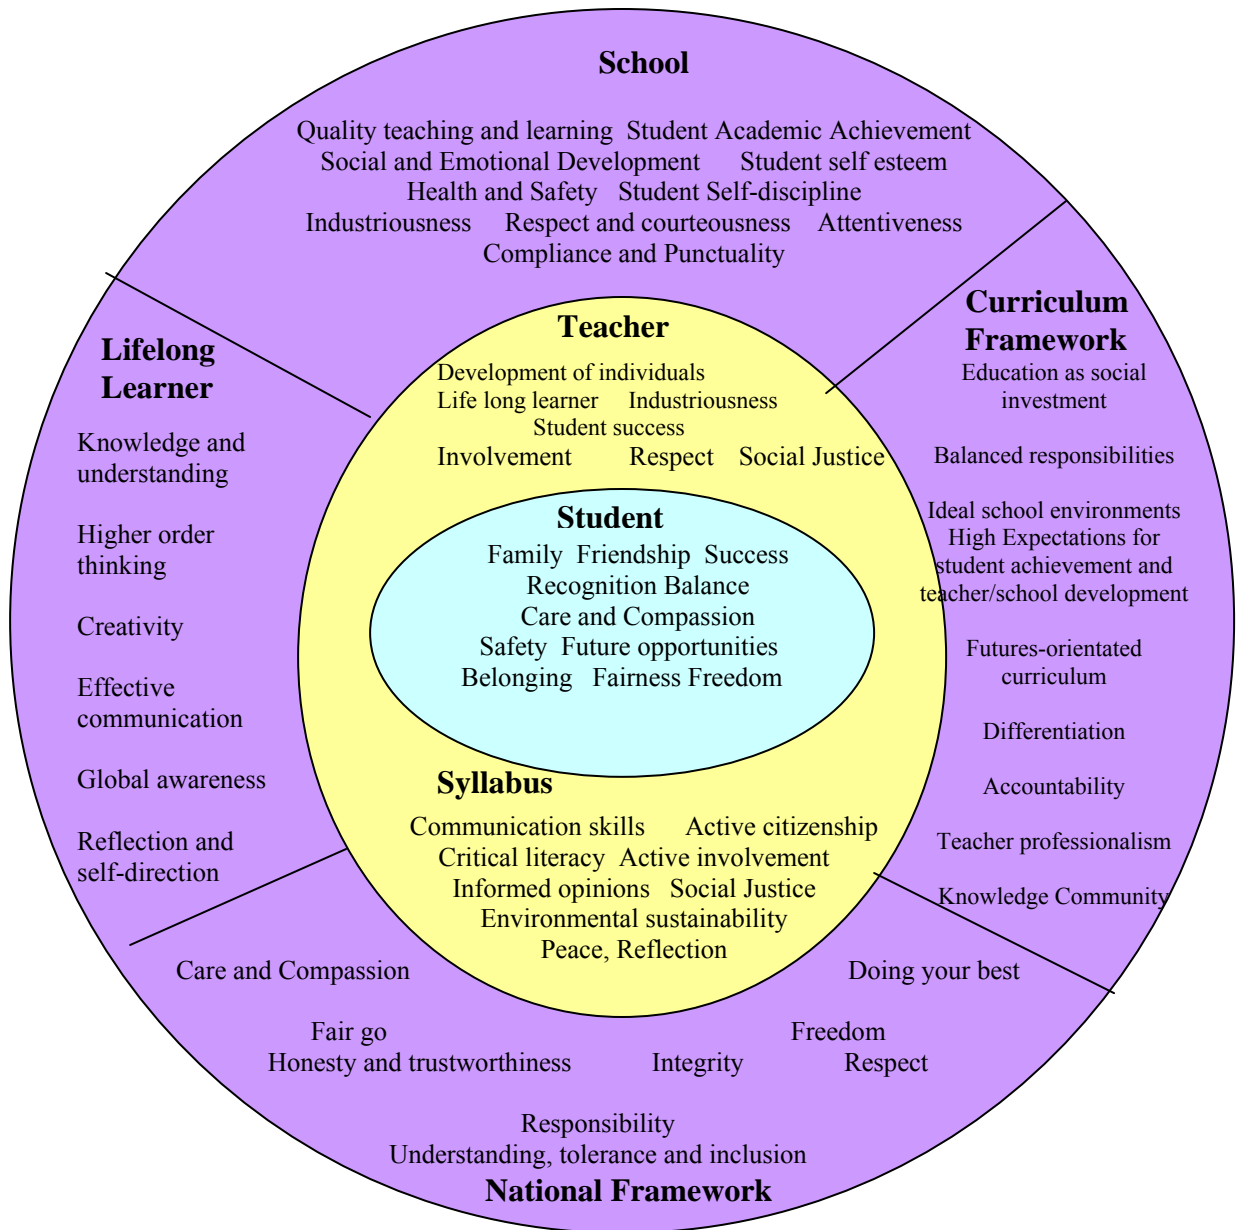 School
Quality teaching and learning Student Academic Achievement
Social and Emotional Development Student self esteem
Health and Safety Student Self-discipline
Industriousness Respect and courteousness Attentiveness
Compliance and Punctuality
Lifelong
Learner
Knowledge and
understanding
Higher order
thinking
Creativity
Effective
communication
Global awareness
Reflection and
self-direction
Teacher
Development of individuals
Life long learner Industriousness
Student success
Involvement Respect Social Justice
Student
Family Friendship Success
Recognition Balance
Care and Compassion
Safety Future opportunities
Belonging Fairness Freedom
Syllabus
Communication skills Active citizenship
Critical literacy Active involvement
Informed opinions Social Justice
Environmental sustainability
Peace, Reflection
Curriculum
Framework
Education as social
investment
Balanced responsibilities
Ideal school environments
High Expectations for
student achievement and
teacher/school development
Futures-orientated
curriculum
Differentiation
Accountability
Teacher professionalism
Knowledge Community
Care and Compassion Doing your best
Fair go Freedom
Honesty and trustworthiness Integrity Respect
Responsibility
Understanding, tolerance and inclusion
National Framework